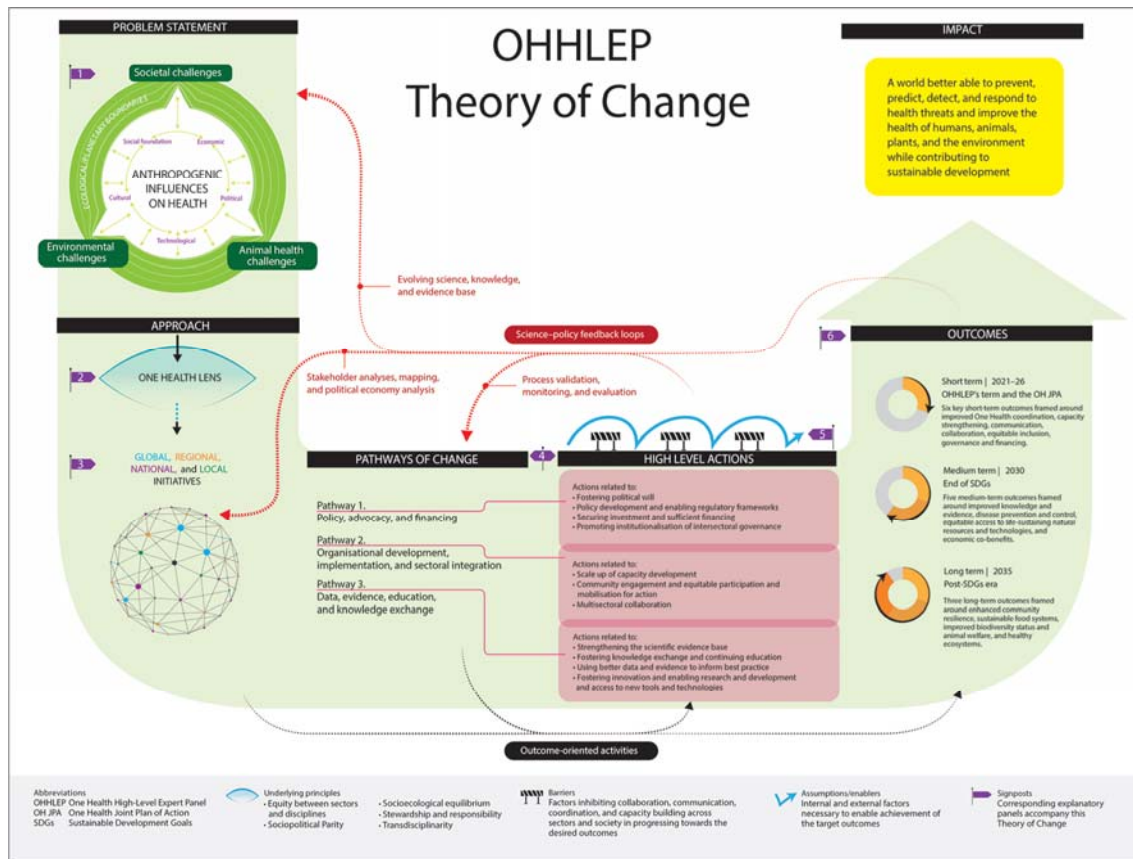 PROBLEM STATEMENT
OHHLEP
Theory of Change
IMPACT
1
Societal challenges
ECOLOGICAL/PLANETARY BOUNDARIES
Social foundation
Economic
ANTHROPOGENIC
INFLUENCES
ON HEALTH
Cultural
Political
Technological
Environmental
challenges
Animal health
challenges
A world better able to prevent,
predict, detect, and respond to
health threats and improve the
health of humans, animals,
plants, and the environment
while contributing to
sustainable development
Evolving science, knowledge,
and evidence base
APPROACH
2
ONE HEALTH LENS
3
GLOBAL, REGIONAL,
NATIONAL, and LOCAL
INITIATIVES
Science–policy feedback loops
Stakeholder analyses, mapping,
and political economy analysis
Process validation,
monitoring, and evaluation
PATHWAYS OF CHANGE
4
HIGH LEVEL ACTIONS
5
Pathway 1.
Policy, advocacy, and financing
Pathway 2.
Organisational development,
implementation, and sectoral integration
Pathway 3.
Data, evidence, education,
and knowledge exchange
Actions related to:
• Fostering political will
• Policy development and enabling regulatory frameworks
• Securing investment and sufficient financing
• Promoting institutionalisation of intersectoral governance
Actions related to:
• Scale up of capacity development
• Community engagement and equitable participation and
mobilisation for action
• Multisectoral collaboration
Actions related to:
• Strengthening the scientific evidence base
• Fostering knowledge exchange and continuing education
• Using better data and evidence to inform best practice
• Fostering innovation and enabling research and development
and access to new tools and technologies
6
OUTCOMES
Short term | 2021–26
OHHLEP's term and the OH JPA
Six key short-term outcomes framed around
improved One Health coordination, capacity
strengthening, communication,
collaboration, equitable inclusion,
governance and financing.
Medium term | 2030
End of SDGs
Five medium-term outcomes framed
around improved knowledge and
evidence, disease prevention and control,
equitable access to life-sustaining natural
resources and technologies, and
economic co-benefits.
Long term | 2035
Post-SDGs era
Three long-term outcomes framed
around enhanced community
resilience, sustainable food systems,
improved biodiversity status and
animal welfare, and healthy
ecosystems.
Outcome-oriented activities
Abbreviations
OHHLEP One Health High-Level Expert Panel
OH JPA One Health Joint Plan of Action
SDGs Sustainable Development Goals
Underlying principles
• Equity between sectors
and disciplines
• Sociopolitical Parity
• Socioecological equilibrium
• Stewardship and responsibility
• Transdisciplinarity
Barriers
Factors inhibiting collaboration, communication,
coordination, and capacity building across
sectors and society in progressing towards the
desired outcomes
Assumptions/enablers
Internal and external factors
necessary to enable achievement of
the target outcomes
Signposts
Corresponding explanatory
panels accompany this
Theory of Change